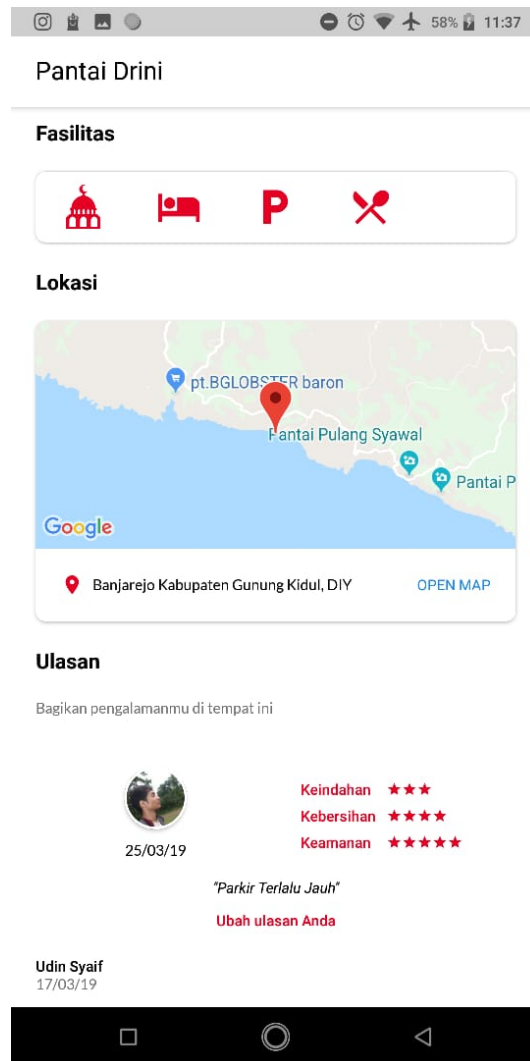 58% 11:37
Pantai Drini
Fasilitas
P
Lokasi
pt.BGLOBSTER baron
Pantai Pulang Syawal
Pantai P
Google
Banjarejo Kabupaten Gunung Kidul, DIY OPEN MAP
Ulasan
Bagikan pengalamanmu di tempat ini
Keindahan ★★★
Kebersihan ★★★★
Keamanan ★★★★★
25/03/19
"Parkir Terlalu Jauh"
Ubah ulasan Anda
Udin Syaif
17/03/19